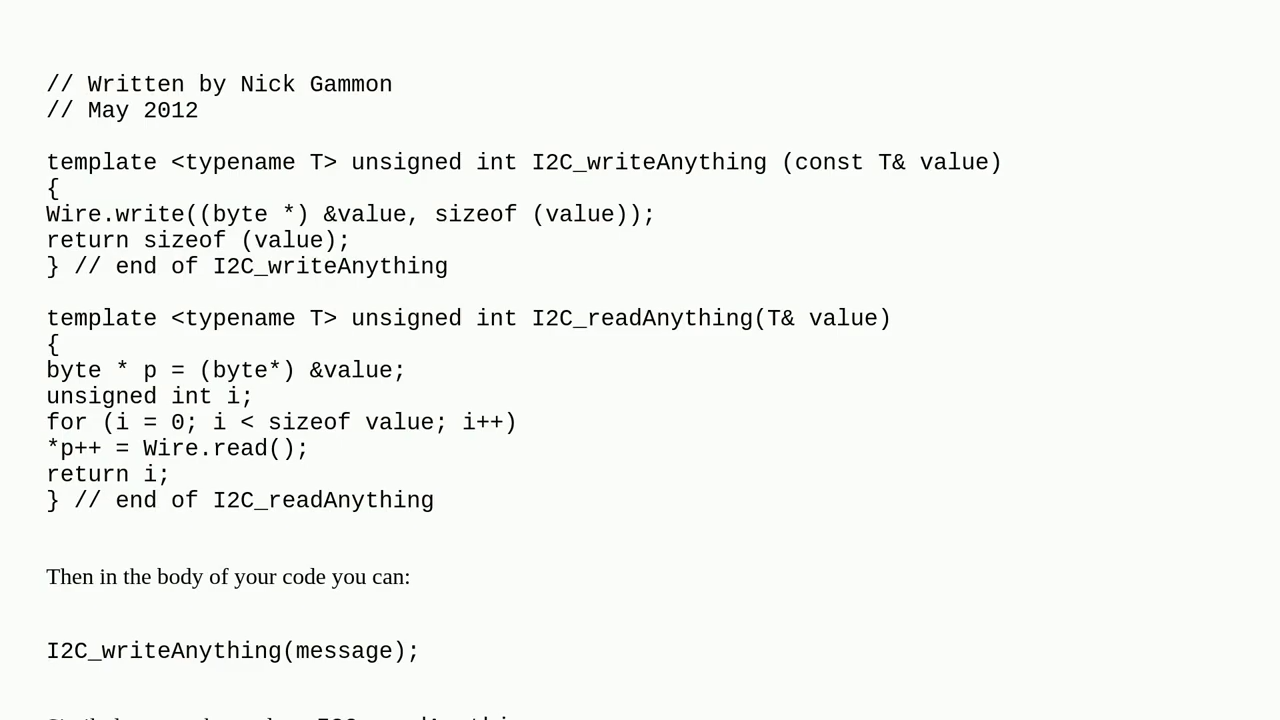 // Written by Nick Gammon
// May 2012
template <typename T> unsigned int I2C_writeAnything (const T& value)
{
Wire.write((byte *) &value, sizeof (value));
return sizeof (value);
} // end of I2C_writeAnything
template <typename T> unsigned int I2C_readAnything(T& value)
{
byte * p = (byte*) &value;
unsigned int i;
for (i = 0; i < sizeof value; i++)
*p++ = Wire.read();
return i;
} // end of I2C_readAnything
Then in the body of your code you can:
I2C_writeAnything(message);